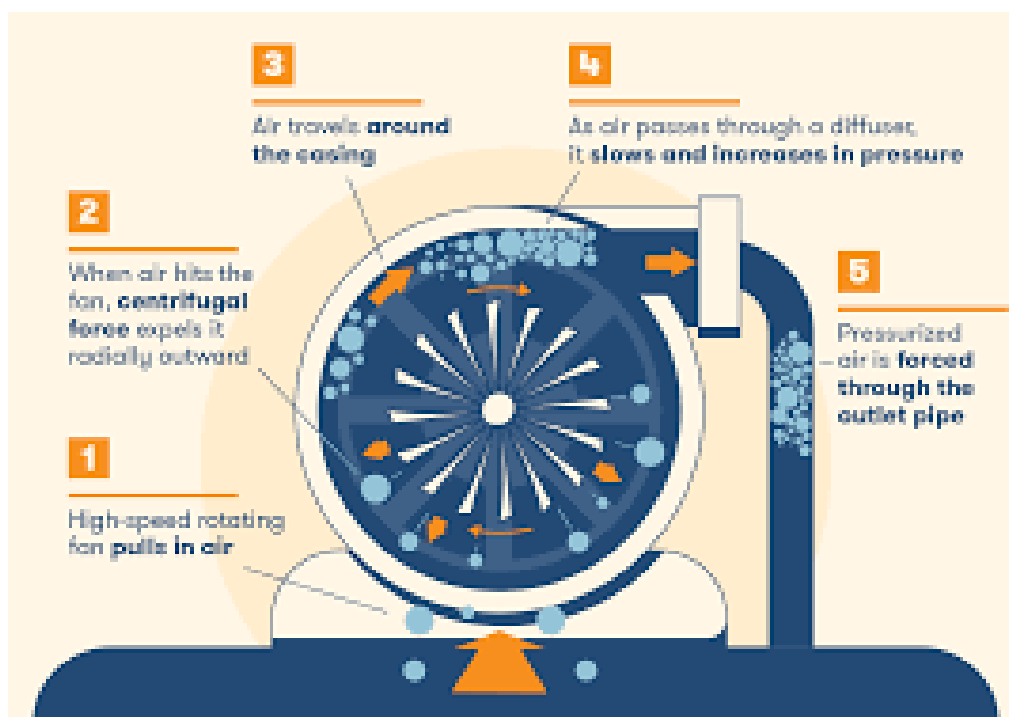 1
High-speed rotating
fan pulls in air
2
When air hits the
fan, centrifugal
force expels it
radially outward
3
Air travels around
the casing
4
As air passes through a diffuser,
it slows and increases in pressure
5
Pressurized
air is forced
through the
outlet pipe